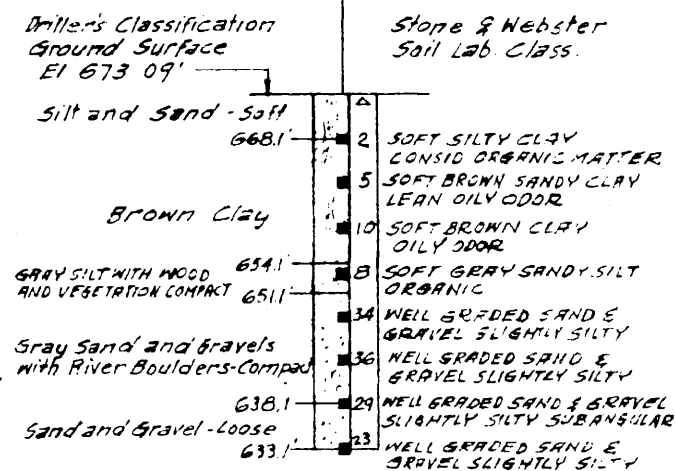 Driller's Classification
Ground Surface
El 673 09'
Stone & Webster
Soil Lab. Class.
Silt and Sand - Soft
668.1'
2 SOFT SILTY CLAY
CONSID ORGANIC MATTER
5 SOFT BROWN SANDY CLAY
LEAN OILY ODOR
Brown Clay
10 SOFT BROWN CLAY
OILY ODOR
654.1'
GRAY SILT WITH WOOD
AND VEGETATION COMPACT
651.1'
8 SOFT GRAY SANDY SILT
ORGANIC
34 WELL GRADED SAND &
GRAVEL SLIGHTLY SILTY
Gray Sand and Gravels
with River Boulders-Compact
36 WELL GRADED SAND &
GRAVEL SLIGHTLY SILTY
638.1'
29 WELL GRADED SAND & GRAVEL
SLIGHTLY SILTY SUBANGULAR
Sand and Gravel - Loose
633.1'
23 WELL GRADED SAND &
GRAVEL SLIGHTLY SILTY